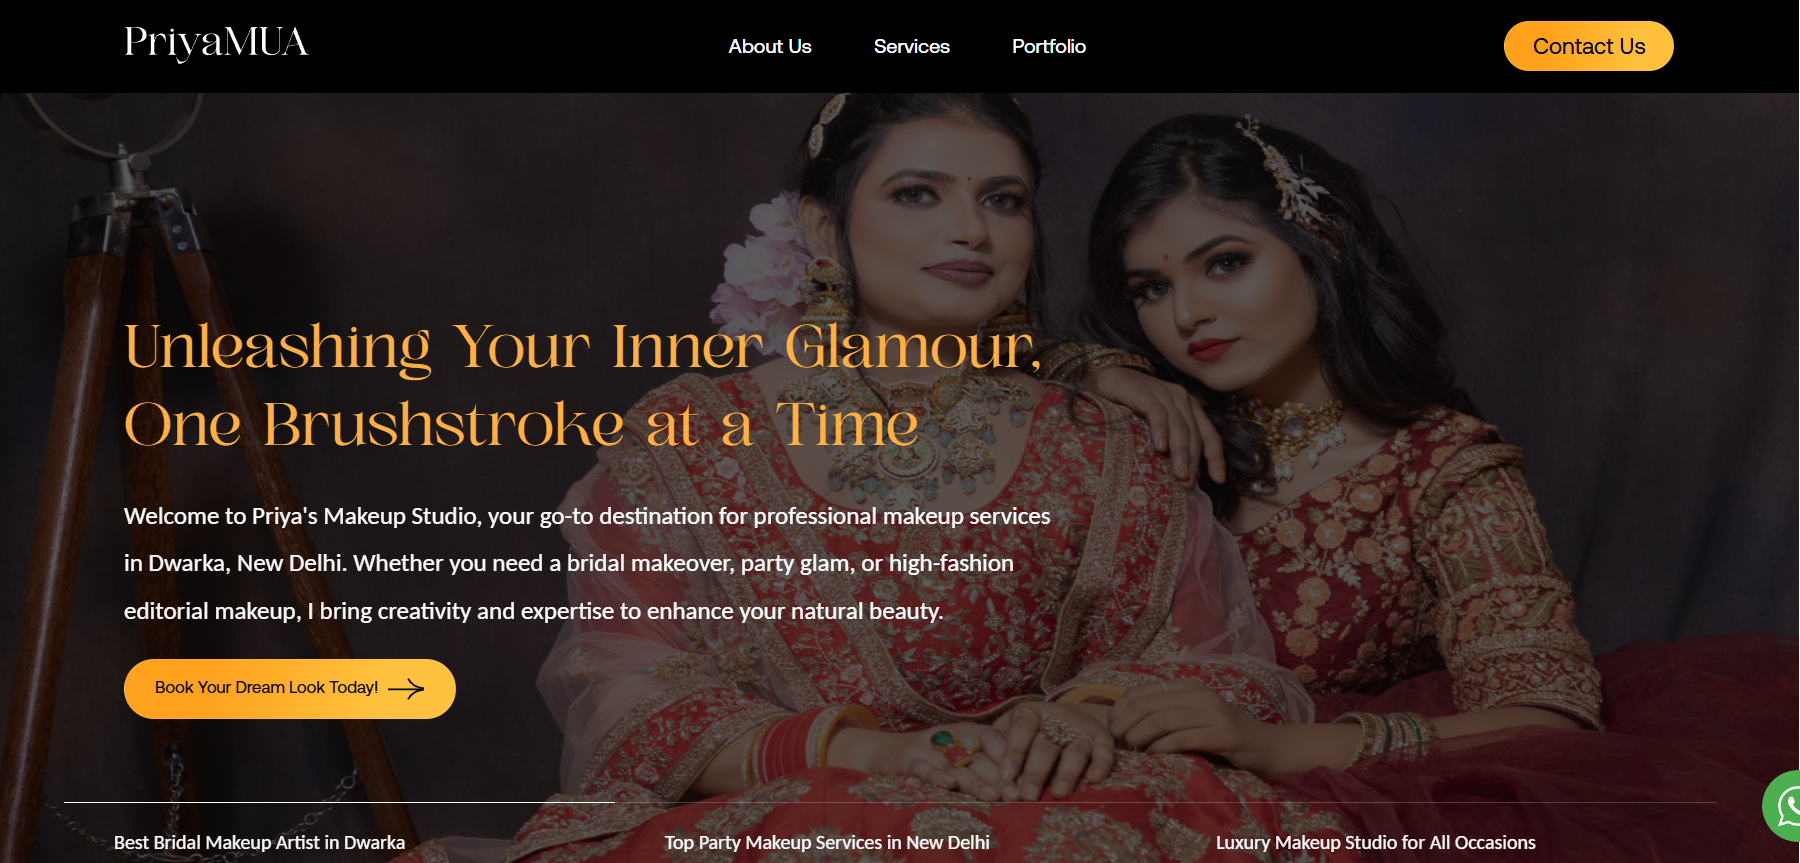 PriyaMUA
About Us
Services
Portfolio
Contact Us
Unleashing Your Inner Glamour,
One Brushstroke at a Time
Welcome to Priya's Makeup Studio, your go-to destination for professional makeup services
in Dwarka, New Delhi. Whether you need a bridal makeover, party glam, or high-fashion
editorial makeup, I bring creativity and expertise to enhance your natural beauty.
Book Your Dream Look Today!
Best Bridal Makeup Artist in Dwarka
Top Party Makeup Services in New Delhi
Luxury Makeup Studio for All Occasions